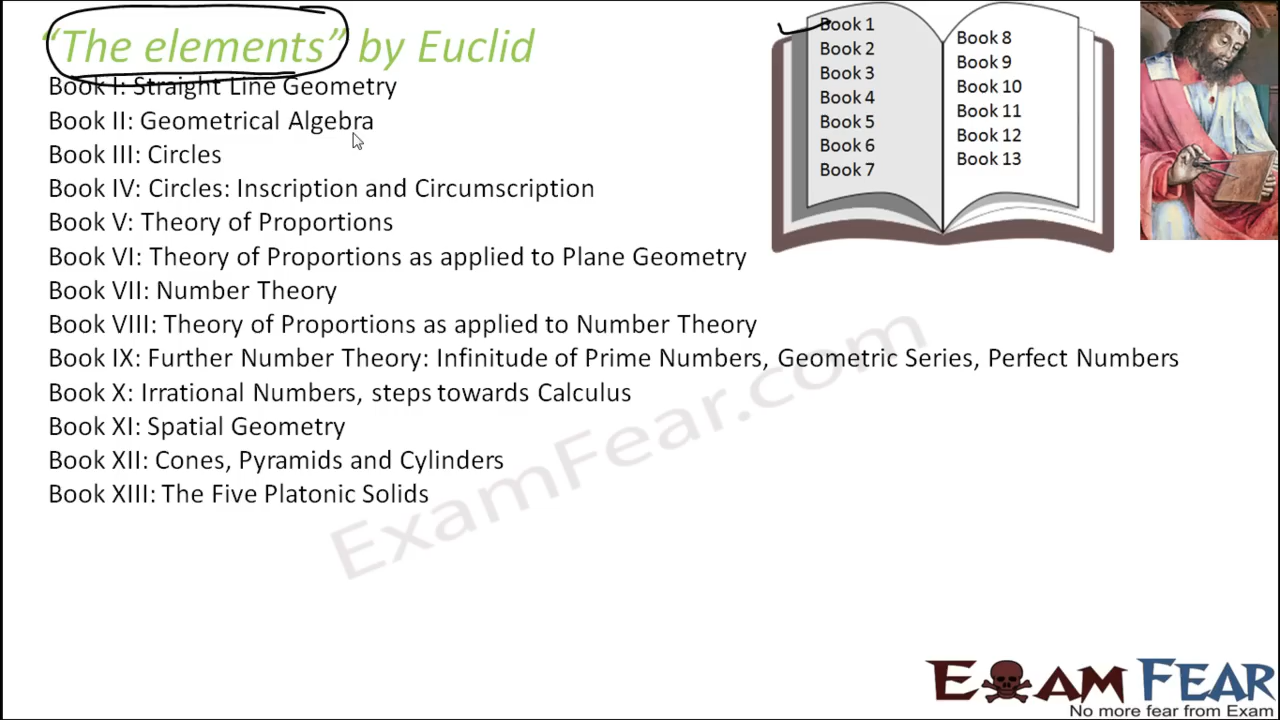 "The elements" by Euclid
Book I: Straight Line Geometry
Book II: Geometrical Algebra
Book III: Circles
Book IV: Circles: Inscription and Circumscription
Book V: Theory of Proportions
Book VI: Theory of Proportions as applied to Plane Geometry
Book VII: Number Theory
Book VIII: Theory of Proportions as applied to Number Theory
Book IX: Further Number Theory: Infinitude of Prime Numbers, Geometric Series, Perfect Numbers
Book X: Irrational Numbers, steps towards Calculus
Book XI: Spatial Geometry
Book XII: Cones, Pyramids and Cylinders
Book XIII: The Five Platonic Solids
Book 1
Book 2
Book 3
Book 4
Book 5
Book 6
Book 7
Book 8
Book 9
Book 10
Book 11
Book 12
Book 13
ExamFear.com
EXAM FEAR
No more fear from Exam